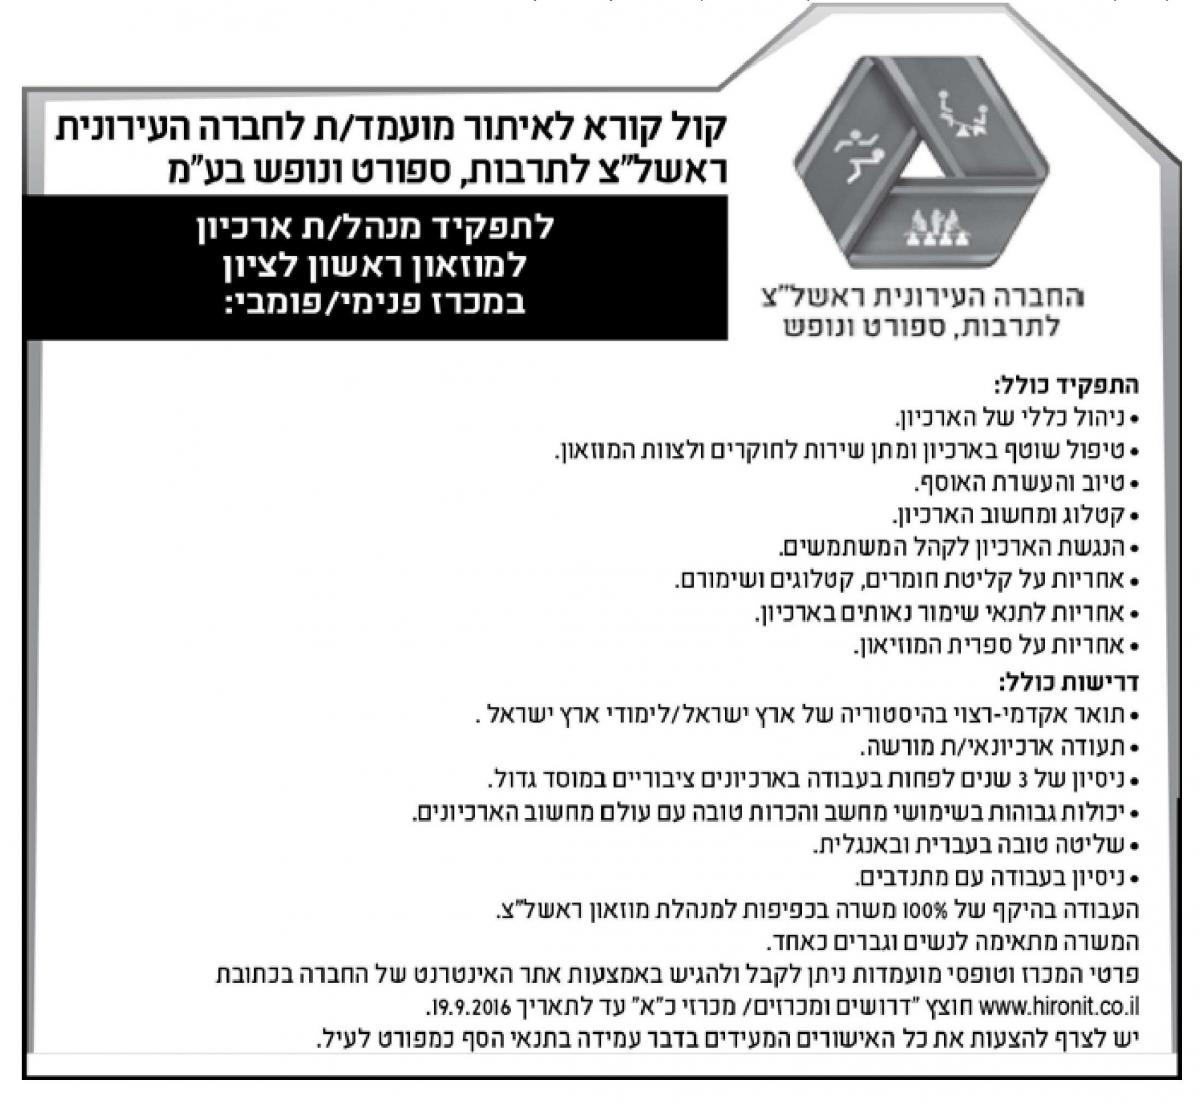 קול קורא לאיתור מועמד/ת לחברה העירונית
ראשל"צ לתרבות, ספורט ונופש בע"מ
לתפקיד מנהל/ת ארכיון
למוזאון ראשון לציון
במכרז פנימי/פומבי:
החברה העירונית ראשל"צ
לתרבות, ספורט ונופש
התפקיד כולל:
• ניהול כללי של הארכיון.
• טיפול שוטף בארכיון ומתן שירות לחוקרים ולצוות המוזאון.
• טיוב והעשרת האוסף.
• קטלוג ומחשוב הארכיון.
• הנגשת הארכיון לקהל המשתמשים.
• אחריות על קליטת חומרים, קטלוגים ושימורם.
• אחריות לתנאי שימור נאותים בארכיון.
• אחריות על ספרית המוזיאון.
דרישות כולל:
• תואר אקדמי-רצוי בהיסטוריה של ארץ ישראל/לימודי ארץ ישראל .
• תעודה ארכיונאי/ת מורשה.
• ניסיון של 3 שנים לפחות בעבודה בארכיונים ציבוריים במוסד גדול.
• יכולות גבוהות בשימושי מחשב והכרות טובה עם עולם מחשוב הארכיונים.
• שליטה טובה בעברית ובאנגלית.
• ניסיון בעבודה עם מתנדבים.
העבודה בהיקף של 100% משרה בכפיפות למנהלת מוזאון ראשל"צ.
המשרה מתאימה לנשים וגברים כאחד.
פרטי המכרז וטופסי מועמדות ניתן לקבל ולהגיש באמצעות אתר האינטרנט של החברה בכתובת
www.hironit.co.il חוצץ "דרושים ומכרזים/ מכרזי כ"א" עד לתאריך 19.9.2016.
יש לצרף להצעות את כל האישורים המעידים בדבר עמידה בתנאי הסף כמפורט לעיל.